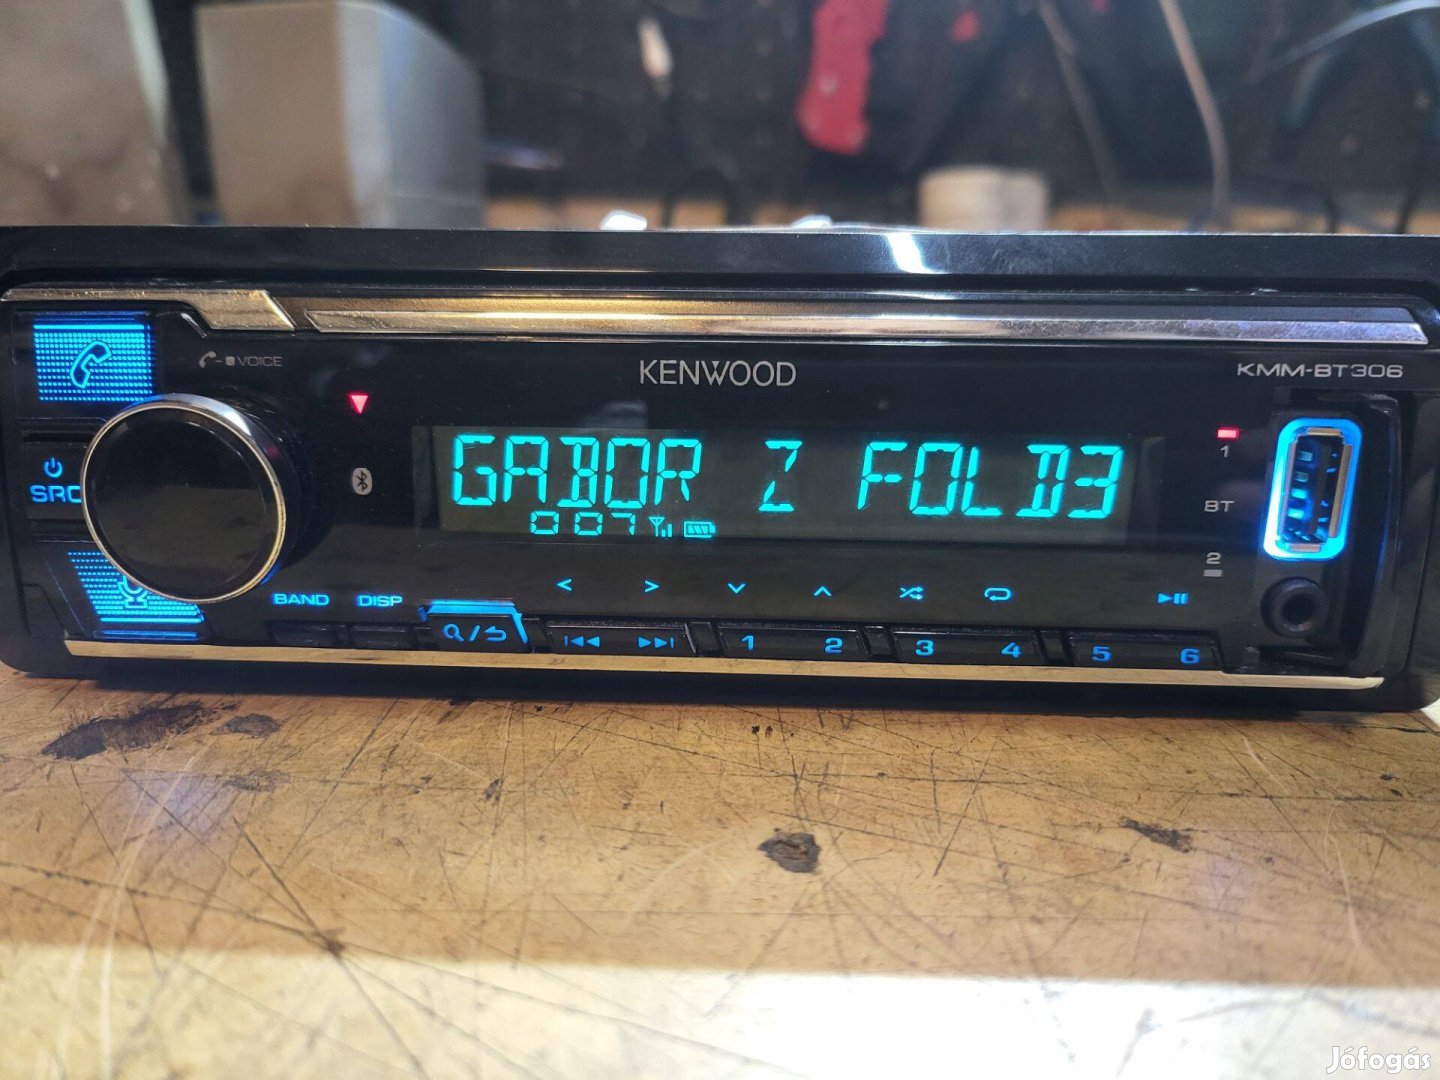 VOICE
KENWOOD
KMM-BT306
GABOR Z FOLD3
007
1
BT
2
SRC
BAND DISP
1 2 3 4 5 6
Jófogás